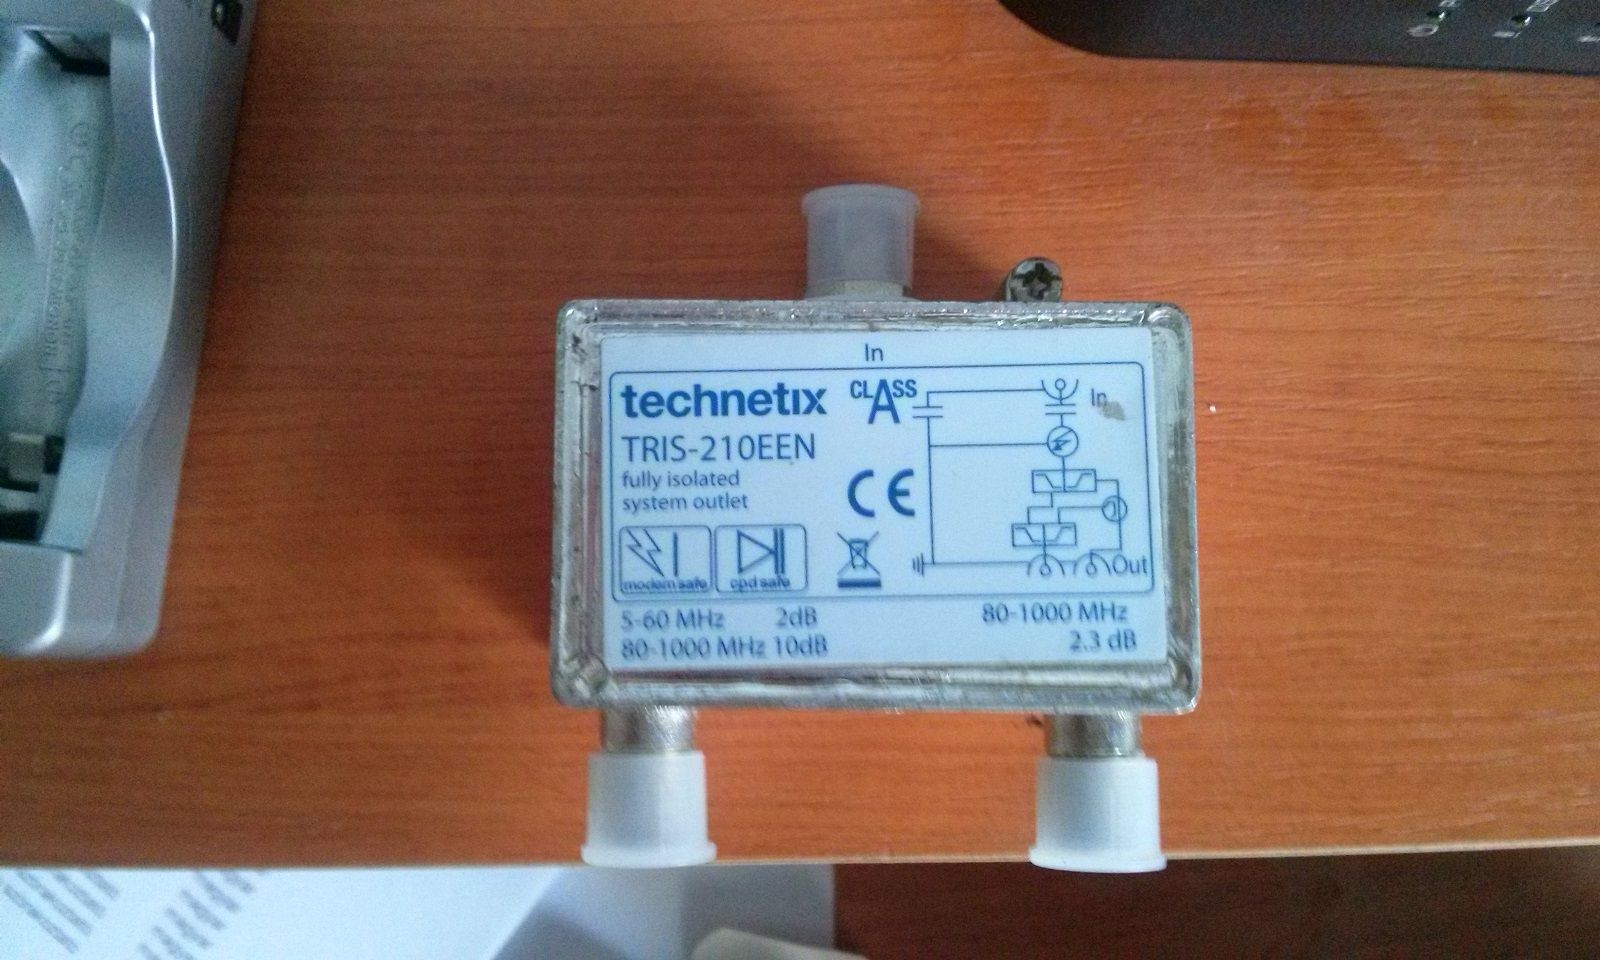 In
technetix
CLASS A
In
TRIS-210EEN
fully isolated
system outlet
CE
modem safe
cpd safe
Out
5-60 MHz 2dB
80-1000 MHz 10dB
80-1000 MHz
2.3 dB